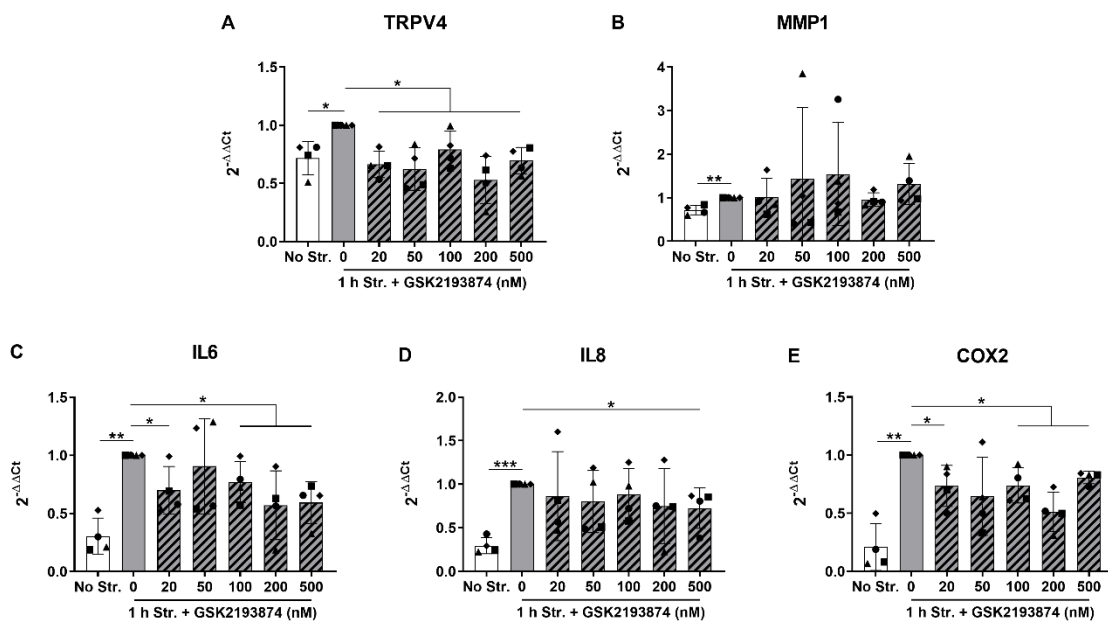 A TRPV4
2^-ΔΔCt
1.5
1.0
0.5
0.0
*
*
No Str. 0 20 50 100 200 500
1 h Str. + GSK2193874 (nM)
B MMP1
2^-ΔΔCt
4
3
2
1
0
**
No Str. 0 20 50 100 200 500
1 h Str. + GSK2193874 (nM)
C IL6
2^-ΔΔCt
1.5
1.0
0.5
0.0
*
*
**
No Str. 0 20 50 100 200 500
1 h Str. + GSK2193874 (nM)
D IL8
2^-ΔΔCt
2.0
1.5
1.0
0.5
0.0
*
***
No Str. 0 20 50 100 200 500
1 h Str. + GSK2193874 (nM)
E COX2
2^-ΔΔCt
1.5
1.0
0.5
0.0
*
*
**
No Str. 0 20 50 100 200 500
1 h Str. + GSK2193874 (nM)